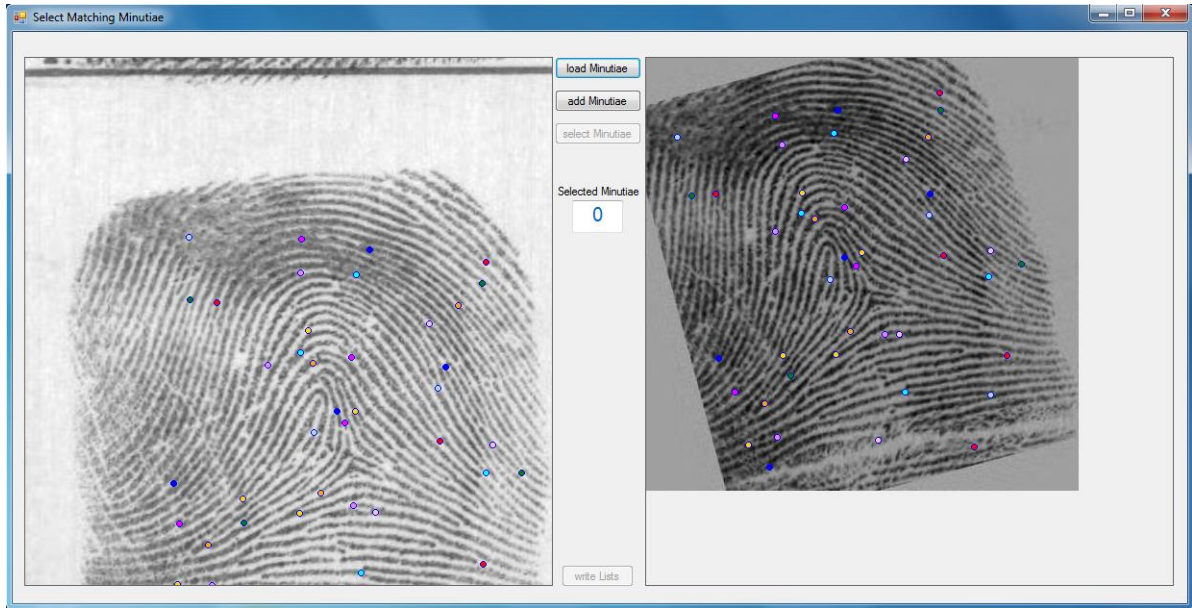 Select Matching Minutiae
load Minutiae
add Minutiae
select Minutiae
Selected Minutiae
0
write Lists